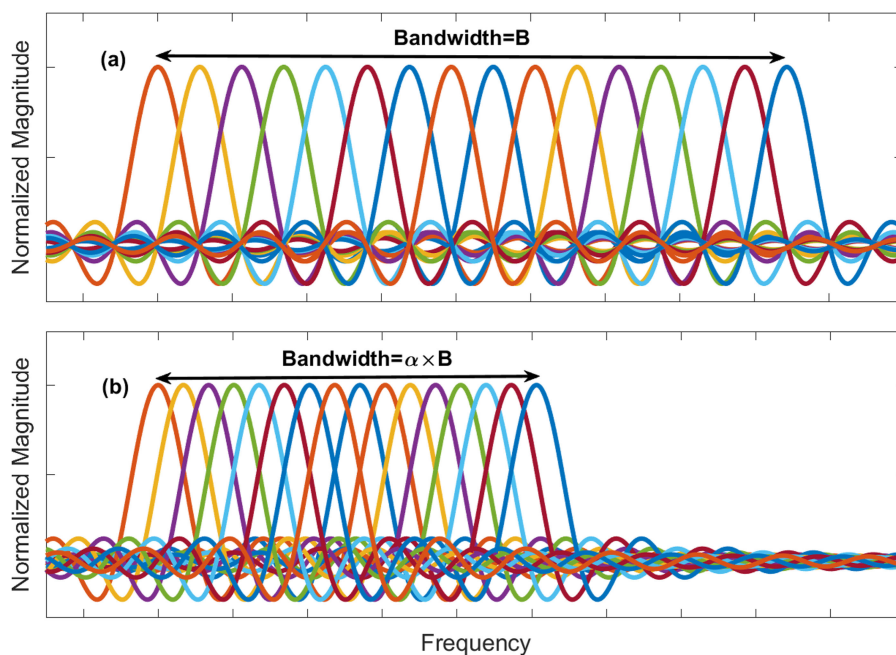 Bandwidth=B
(a)
Normalized Magnitude
Bandwidth=α×B
(b)
Normalized Magnitude
Frequency